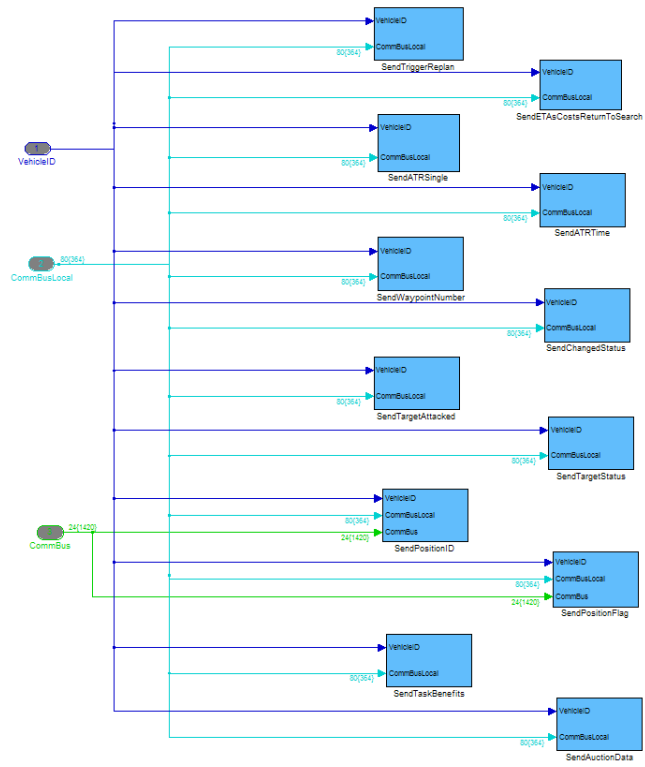 VehicleID
CommBusLocal
80{364}
SendTriggerReplan
VehicleID
CommBusLocal
80{364}
SendETAsCostsReturnToSearch
1
VehicleID
VehicleID
CommBusLocal
80{364}
SendATRSingle
VehicleID
CommBusLocal
80{364}
SendATRTime
80{364}
CommBusLocal
VehicleID
CommBusLocal
80{364}
SendWaypointNumber
VehicleID
CommBusLocal
80{364}
SendChangedStatus
VehicleID
CommBusLocal
80{364}
SendTargetAttacked
VehicleID
CommBusLocal
80{364}
SendTargetStatus
24{1420}
CommBus
VehicleID
CommBusLocal
80{364}
CommBus
24{1420}
SendPositionID
VehicleID
CommBusLocal
80{364}
CommBus
24{1420}
SendPositionFlag
VehicleID
CommBusLocal
80{364}
SendTaskBenefits
VehicleID
CommBusLocal
80{364}
SendAuctionData